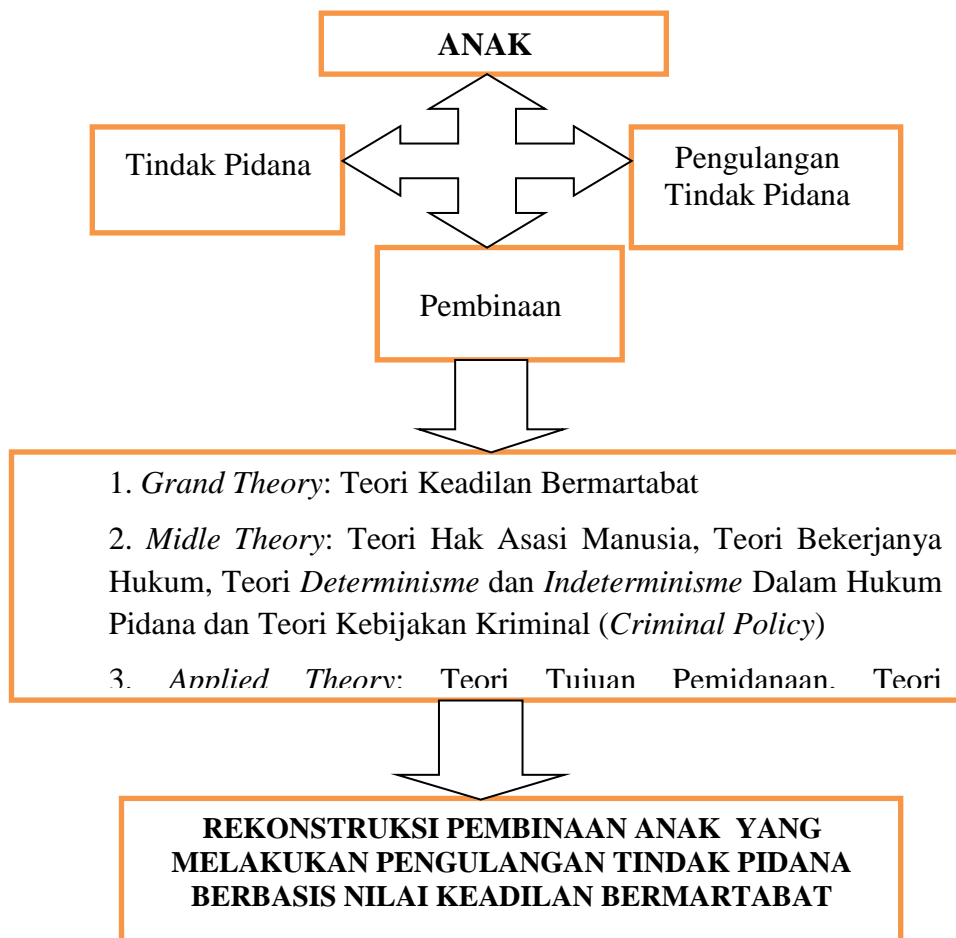 ANAK
Tindak Pidana
Pengulangan
Tindak Pidana
Pembinaan
1. Grand Theory: Teori Keadilan Bermartabat
2. Midle Theory: Teori Hak Asasi Manusia, Teori Bekerjanya
Hukum, Teori Determinisme dan Indeterminisme Dalam Hukum
Pidana dan Teori Kebijakan Kriminal (Criminal Policy)
3. Applied Theory: Teori Tujuan Pemidanaan, Teori
REKONSTRUKSI PEMBINAAN ANAK YANG
MELAKUKAN PENGULANGAN TINDAK PIDANA
BERBASIS NILAI KEADILAN BERMARTABAT